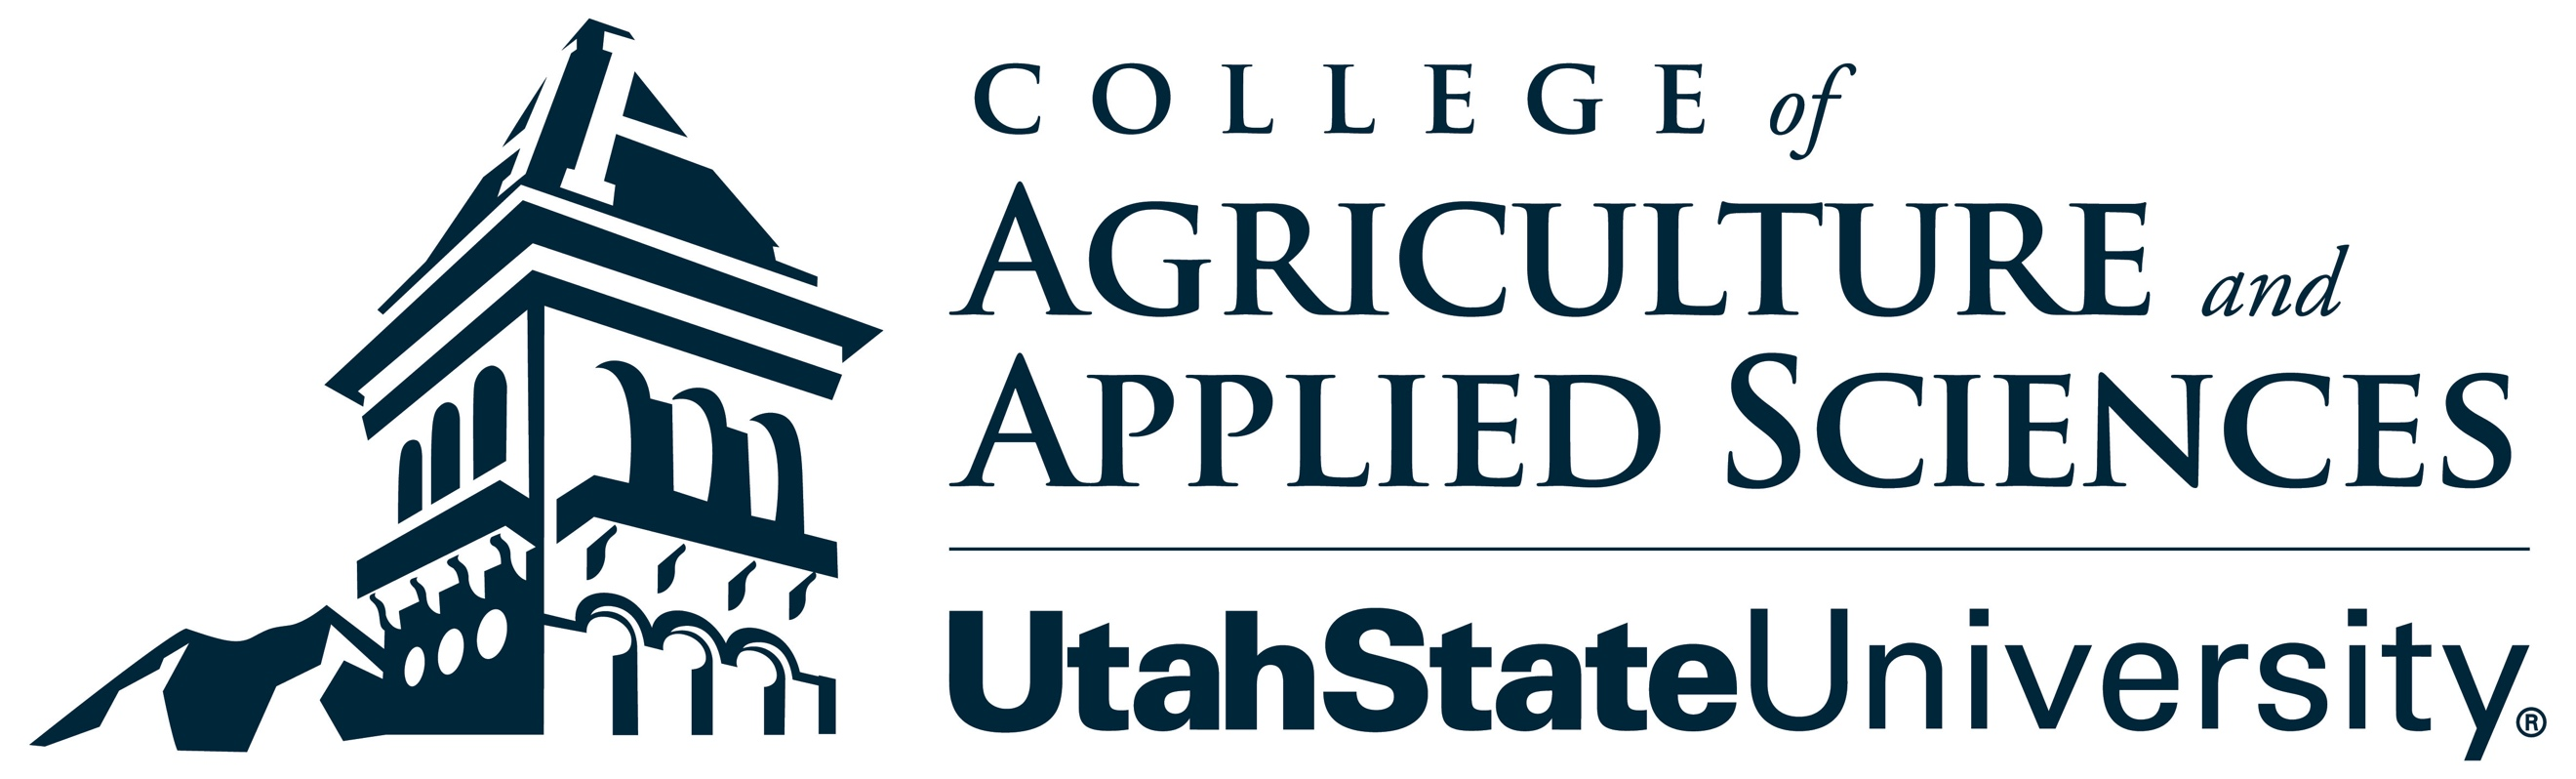 COLLEGE of
AGRICULTURE and
APPLIED SCIENCES
UtahStateUniversity®